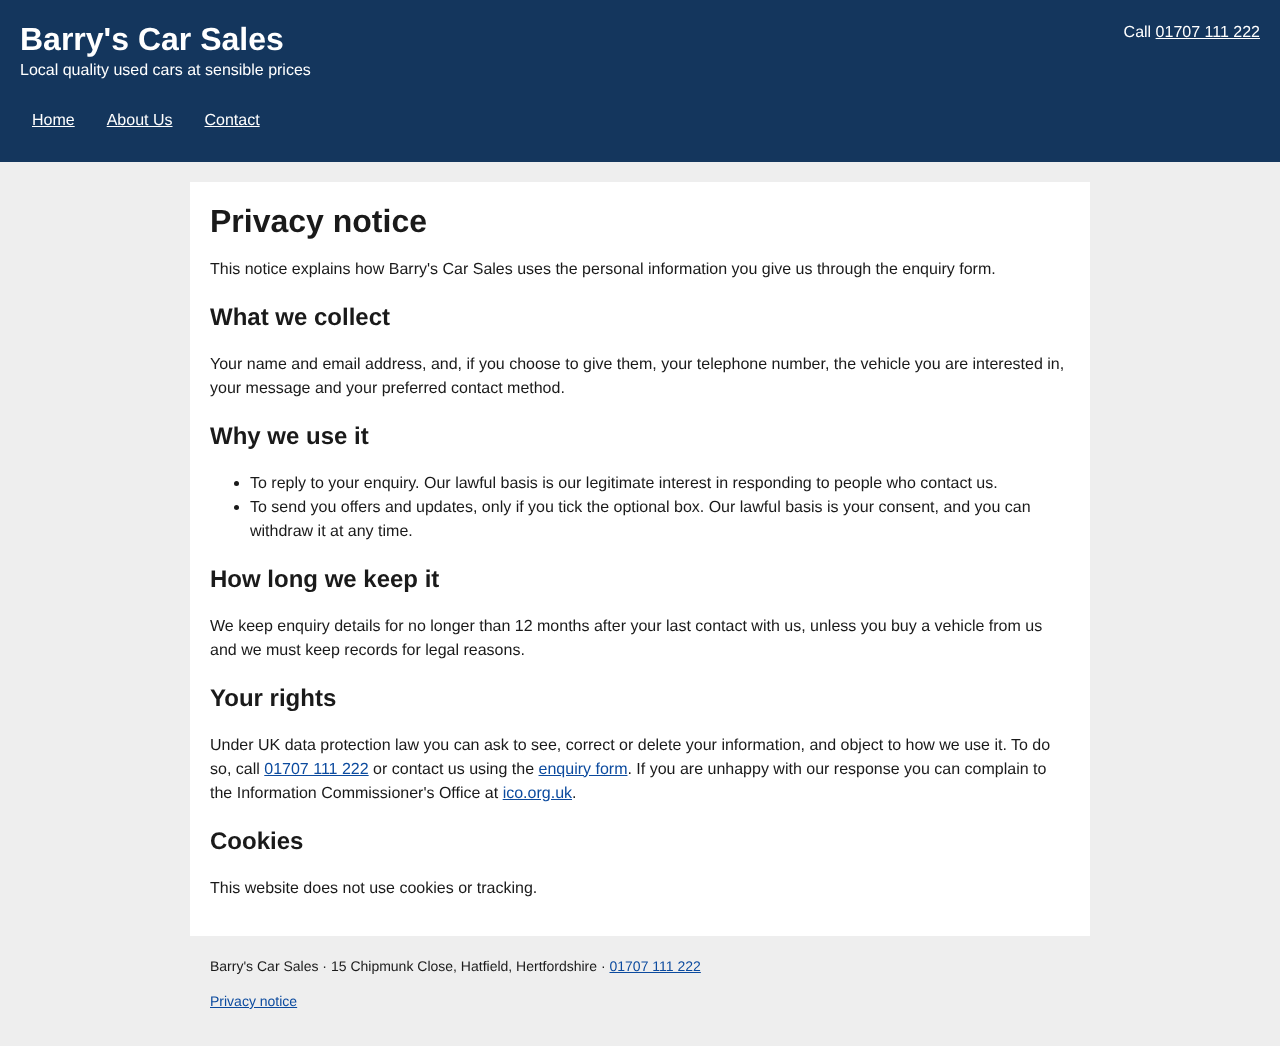 Barry's Car Sales
Call 01707 111 222
Local quality used cars at sensible prices
Home About Us Contact
Privacy notice
This notice explains how Barry's Car Sales uses the personal information you give us through the enquiry form.
What we collect
Your name and email address, and, if you choose to give them, your telephone number, the vehicle you are interested in,
your message and your preferred contact method.
Why we use it
• To reply to your enquiry. Our lawful basis is our legitimate interest in responding to people who contact us.
• To send you offers and updates, only if you tick the optional box. Our lawful basis is your consent, and you can
withdraw it at any time.
How long we keep it
We keep enquiry details for no longer than 12 months after your last contact with us, unless you buy a vehicle from us
and we must keep records for legal reasons.
Your rights
Under UK data protection law you can ask to see, correct or delete your information, and object to how we use it. To do
so, call 01707 111 222 or contact us using the enquiry form. If you are unhappy with our response you can complain to
the Information Commissioner's Office at ico.org.uk.
Cookies
This website does not use cookies or tracking.
Barry's Car Sales · 15 Chipmunk Close, Hatfield, Hertfordshire · 01707 111 222
Privacy notice